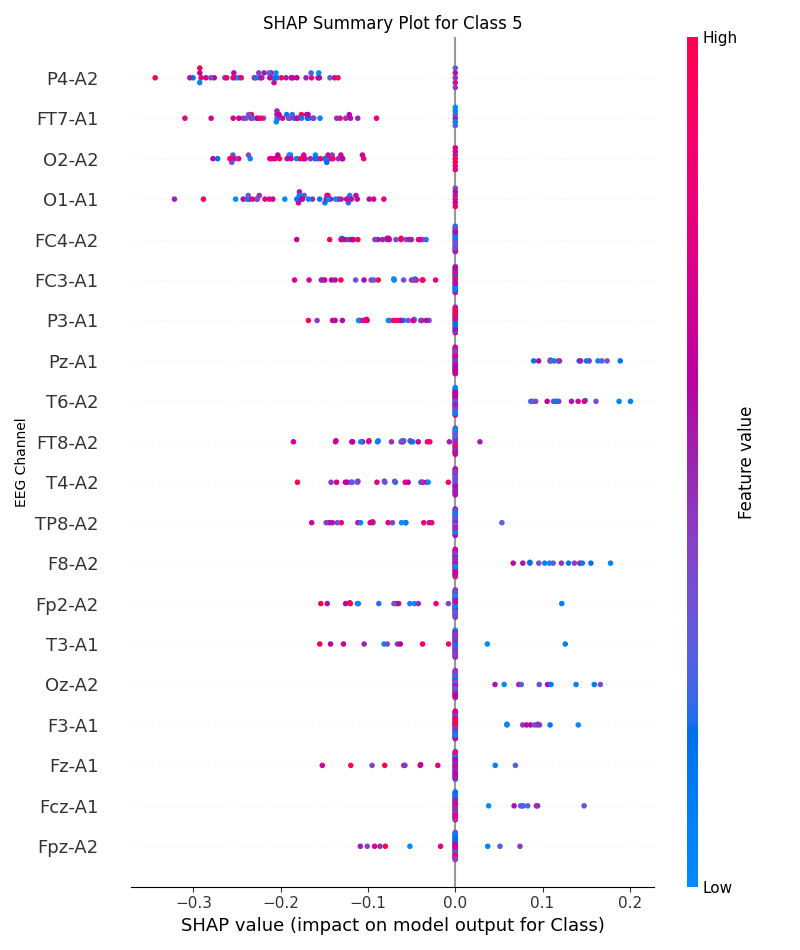 SHAP Summary Plot for Class 5
High
P4-A2
FT7-A1
O2-A2
O1-A1
FC4-A2
FC3-A1
P3-A1
Pz-A1
T6-A2
FT8-A2
T4-A2
TP8-A2
F8-A2
Fp2-A2
T3-A1
Oz-A2
F3-A1
Fz-A1
Fcz-A1
Fpz-A2
EEG Channel
Feature value
Low
−0.3 −0.2 −0.1 0.0 0.1 0.2
SHAP value (impact on model output for Class)